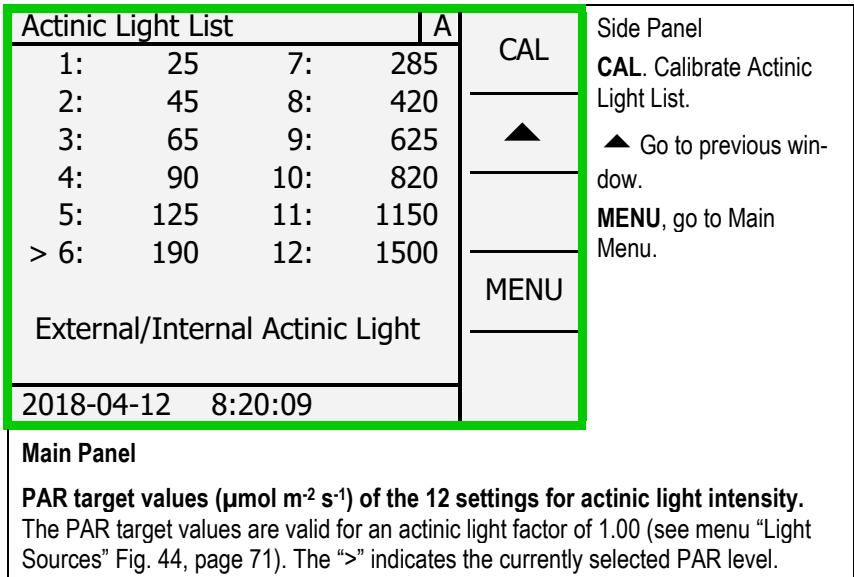 Actinic Light List A
1: 25 7: 285
2: 45 8: 420
3: 65 9: 625
4: 90 10: 820
5: 125 11: 1150
> 6: 190 12: 1500
External/Internal Actinic Light
2018-04-12 8:20:09
CAL
▲
MENU
Side Panel
CAL. Calibrate Actinic
Light List.
▲ Go to previous win-
dow.
MENU, go to Main
Menu.
Main Panel
PAR target values (µmol m-2 s-1) of the 12 settings for actinic light intensity.
The PAR target values are valid for an actinic light factor of 1.00 (see menu “Light
Sources” Fig. 44, page 71). The “>” indicates the currently selected PAR level.